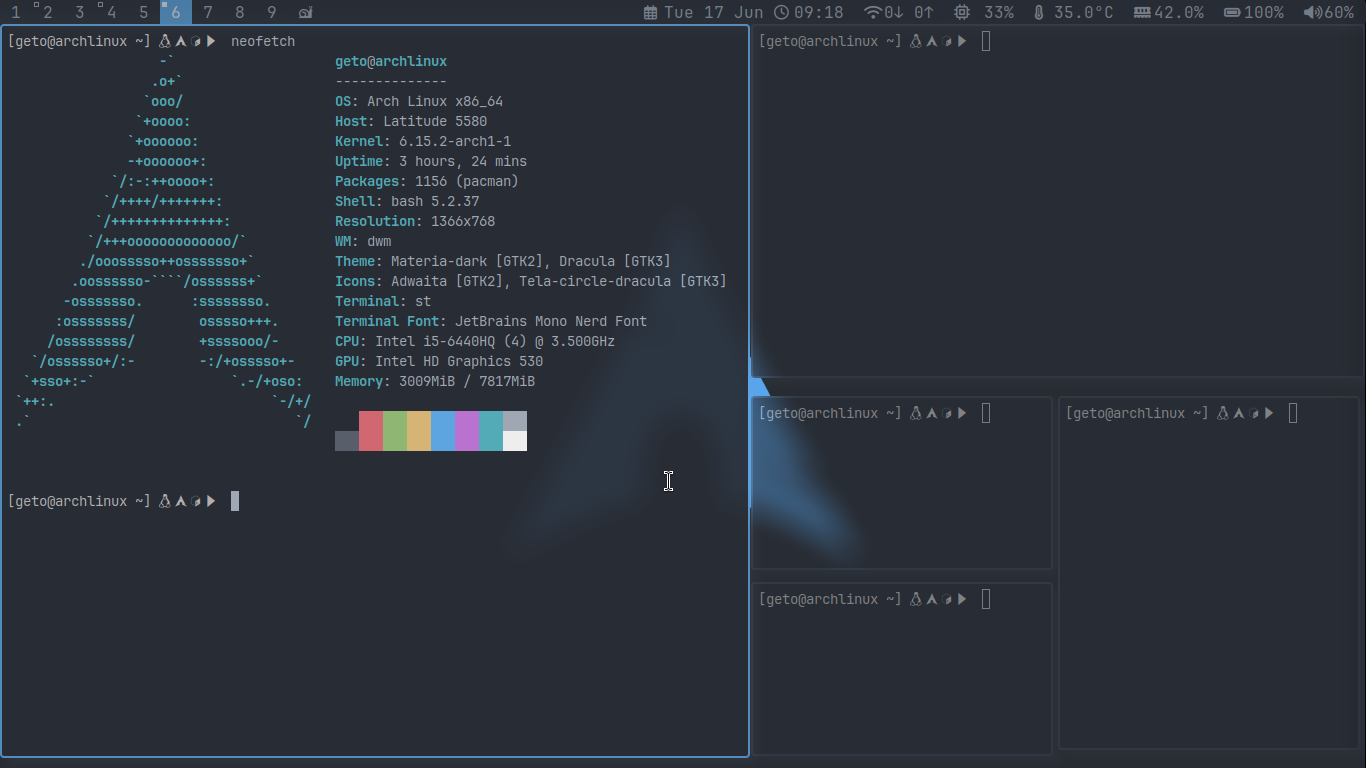 1 2 3 4 5 6 7 8 9 Tue 17 Jun 09:18 0↓ 0↑ 33% 35.0°C 42.0% 100% 60%
[geto@archlinux ~] neofetch
-`
.o+`
`ooo/
`+oooo:
`+oooooo:
-+oooooo+:
`/:-:++oooo+:
`/++++/+++++++:
`/++++++++++++++:
`/+++ooooooooooooo/`
./ooosssso++osssssso+`
.oossssso-````/ossssss+`
-osssssso. :ssssssso.
:osssssss/ osssso+++.
/ossssssss/ +ssssooo/-
`/ossssso+/:- -:/+osssso+-
`+sso+:-` `.-/+oso:
`++:. `-/+/
.` `/
geto@archlinux
--------------
OS: Arch Linux x86_64
Host: Latitude 5580
Kernel: 6.15.2-arch1-1
Uptime: 3 hours, 24 mins
Packages: 1156 (pacman)
Shell: bash 5.2.37
Resolution: 1366x768
WM: dwm
Theme: Materia-dark [GTK2], Dracula [GTK3]
Icons: Adwaita [GTK2], Tela-circle-dracula [GTK3]
Terminal: st
Terminal Font: JetBrains Mono Nerd Font
CPU: Intel i5-6440HQ (4) @ 3.500GHz
GPU: Intel HD Graphics 530
Memory: 3009MiB / 7817MiB
[geto@archlinux ~]
[geto@archlinux ~]
[geto@archlinux ~]
[geto@archlinux ~]
[geto@archlinux ~]